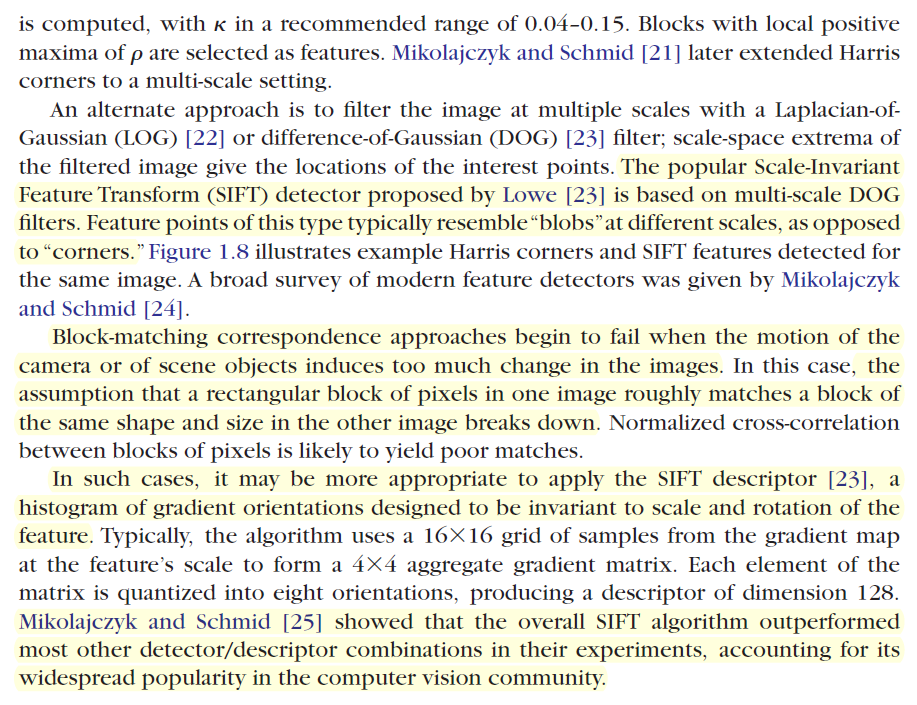 is computed, with κ in a recommended range of 0.04–0.15. Blocks with local positive
maxima of ρ are selected as features. Mikolajczyk and Schmid [21] later extended Harris
corners to a multi-scale setting.
An alternate approach is to filter the image at multiple scales with a Laplacian-of-
Gaussian (LOG) [22] or difference-of-Gaussian (DOG) [23] filter; scale-space extrema of
the filtered image give the locations of the interest points. The popular Scale-Invariant
Feature Transform (SIFT) detector proposed by Lowe [23] is based on multi-scale DOG
filters. Feature points of this type typically resemble “blobs” at different scales, as opposed
to “corners.” Figure 1.8 illustrates example Harris corners and SIFT features detected for
the same image. A broad survey of modern feature detectors was given by Mikolajczyk
and Schmid [24].
Block-matching correspondence approaches begin to fail when the motion of the
camera or of scene objects induces too much change in the images. In this case, the
assumption that a rectangular block of pixels in one image roughly matches a block of
the same shape and size in the other image breaks down. Normalized cross-correlation
between blocks of pixels is likely to yield poor matches.
In such cases, it may be more appropriate to apply the SIFT descriptor [23], a
histogram of gradient orientations designed to be invariant to scale and rotation of the
feature. Typically, the algorithm uses a 16×16 grid of samples from the gradient map
at the feature’s scale to form a 4×4 aggregate gradient matrix. Each element of the
matrix is quantized into eight orientations, producing a descriptor of dimension 128.
Mikolajczyk and Schmid [25] showed that the overall SIFT algorithm outperformed
most other detector/descriptor combinations in their experiments, accounting for its
widespread popularity in the computer vision community.